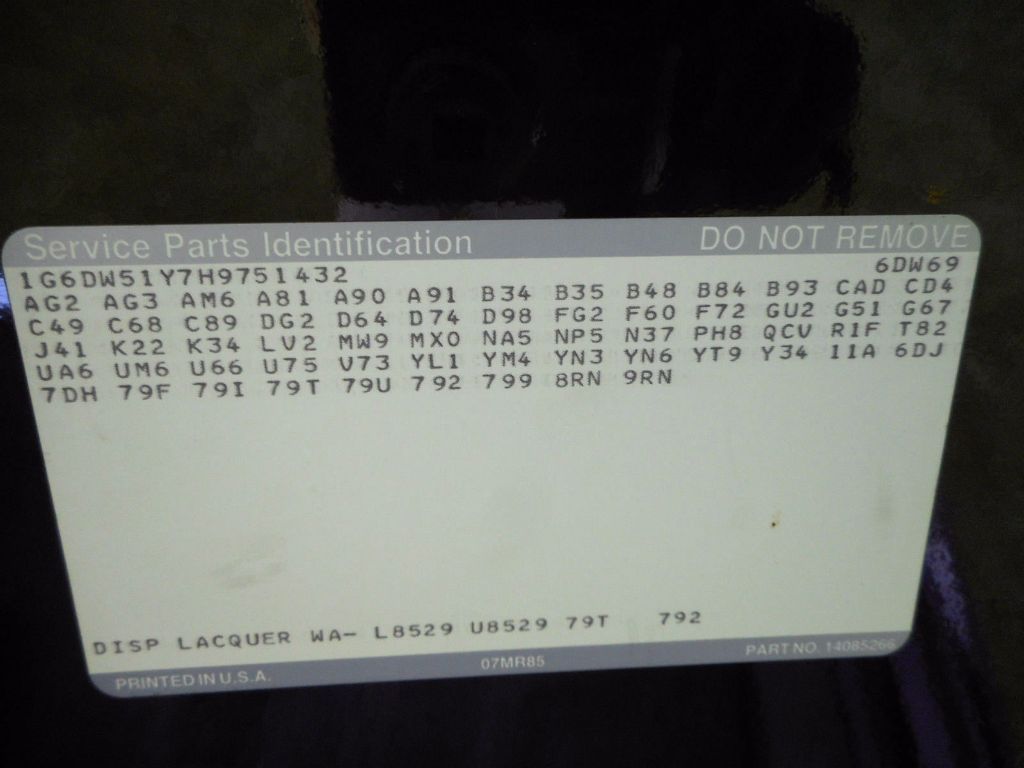 Service Parts Identification DO NOT REMOVE
1G6DW51Y7H9751432 6DW69
AG2 AG3 AM6 A81 A90 A91 B34 B35 B48 B84 B93 CAD CD4
C49 C68 C89 DG2 D64 D74 D98 FG2 F60 F72 GU2 G51 G67
J41 K22 K34 LV2 MW9 MX0 NA5 NP5 N37 PH8 QCV R1F T82
UA6 UM6 U66 U75 V73 YL1 YM4 YN3 YN6 YT9 Y34 11A 6DJ
7DH 79F 79I 79T 79U 792 799 8RN 9RN
DISP LACQUER WA- L8529 U8529 79T 792
PRINTED IN U.S.A. 07MR85 PART NO. 14085266